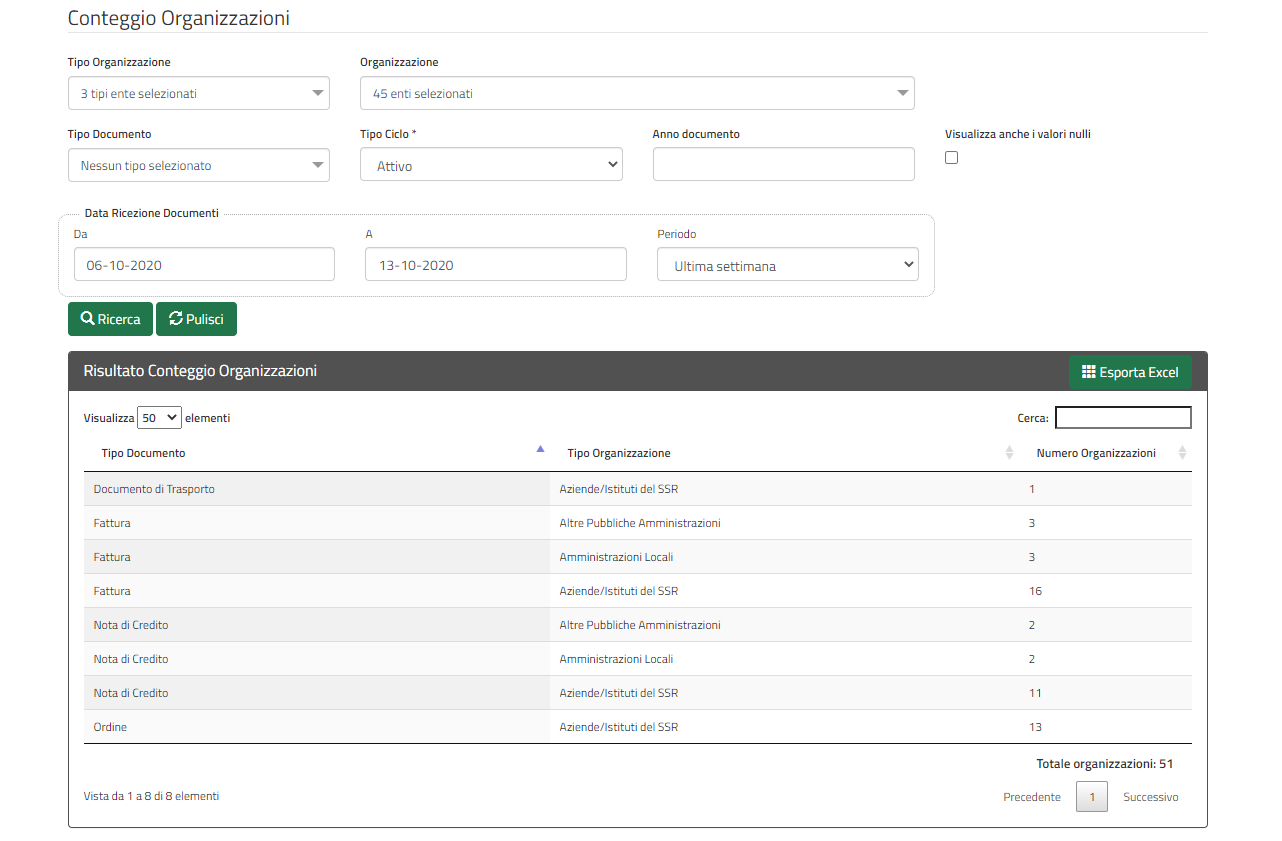 Conteggio Organizzazioni
Tipo Organizzazione Organizzazione
3 tipi ente selezionati 45 enti selezionati
Tipo Documento Tipo Ciclo * Anno documento Visualizza anche i valori nulli
Nessun tipo selezionato Attivo
Data Ricezione Documenti
Da A Periodo
06-10-2020 13-10-2020 Ultima settimana
Ricerca Pulisci
Risultato Conteggio Organizzazioni Esporta Excel
Visualizza 50 elementi Cerca:
Tipo Documento Tipo Organizzazione Numero Organizzazioni
Documento di Trasporto Aziende/Istituti del SSR 1
Fattura Altre Pubbliche Amministrazioni 3
Fattura Amministrazioni Locali 3
Fattura Aziende/Istituti del SSR 16
Nota di Credito Altre Pubbliche Amministrazioni 2
Nota di Credito Amministrazioni Locali 2
Nota di Credito Aziende/Istituti del SSR 11
Ordine Aziende/Istituti del SSR 13
Totale organizzazioni: 51
Vista da 1 a 8 di 8 elementi Precedente 1 Successivo